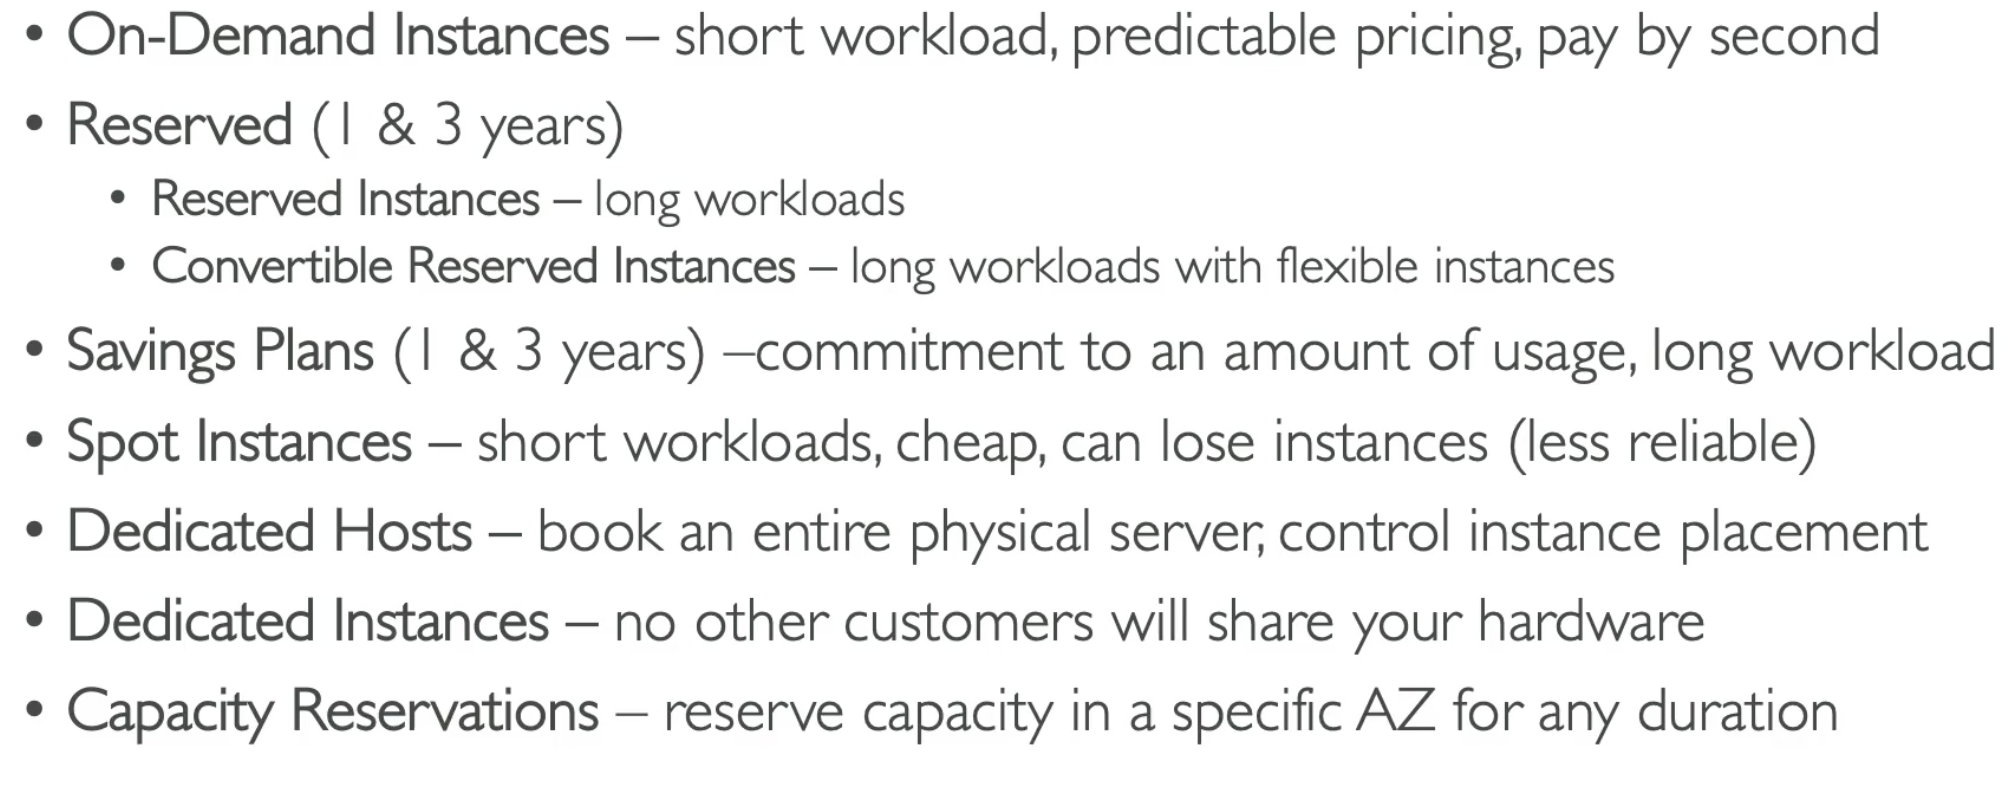 • On-Demand Instances – short workload, predictable pricing, pay by second
• Reserved (1 & 3 years)
• Reserved Instances – long workloads
• Convertible Reserved Instances – long workloads with flexible instances
• Savings Plans (1 & 3 years) –commitment to an amount of usage, long workload
• Spot Instances – short workloads, cheap, can lose instances (less reliable)
• Dedicated Hosts – book an entire physical server, control instance placement
• Dedicated Instances – no other customers will share your hardware
• Capacity Reservations – reserve capacity in a specific AZ for any duration